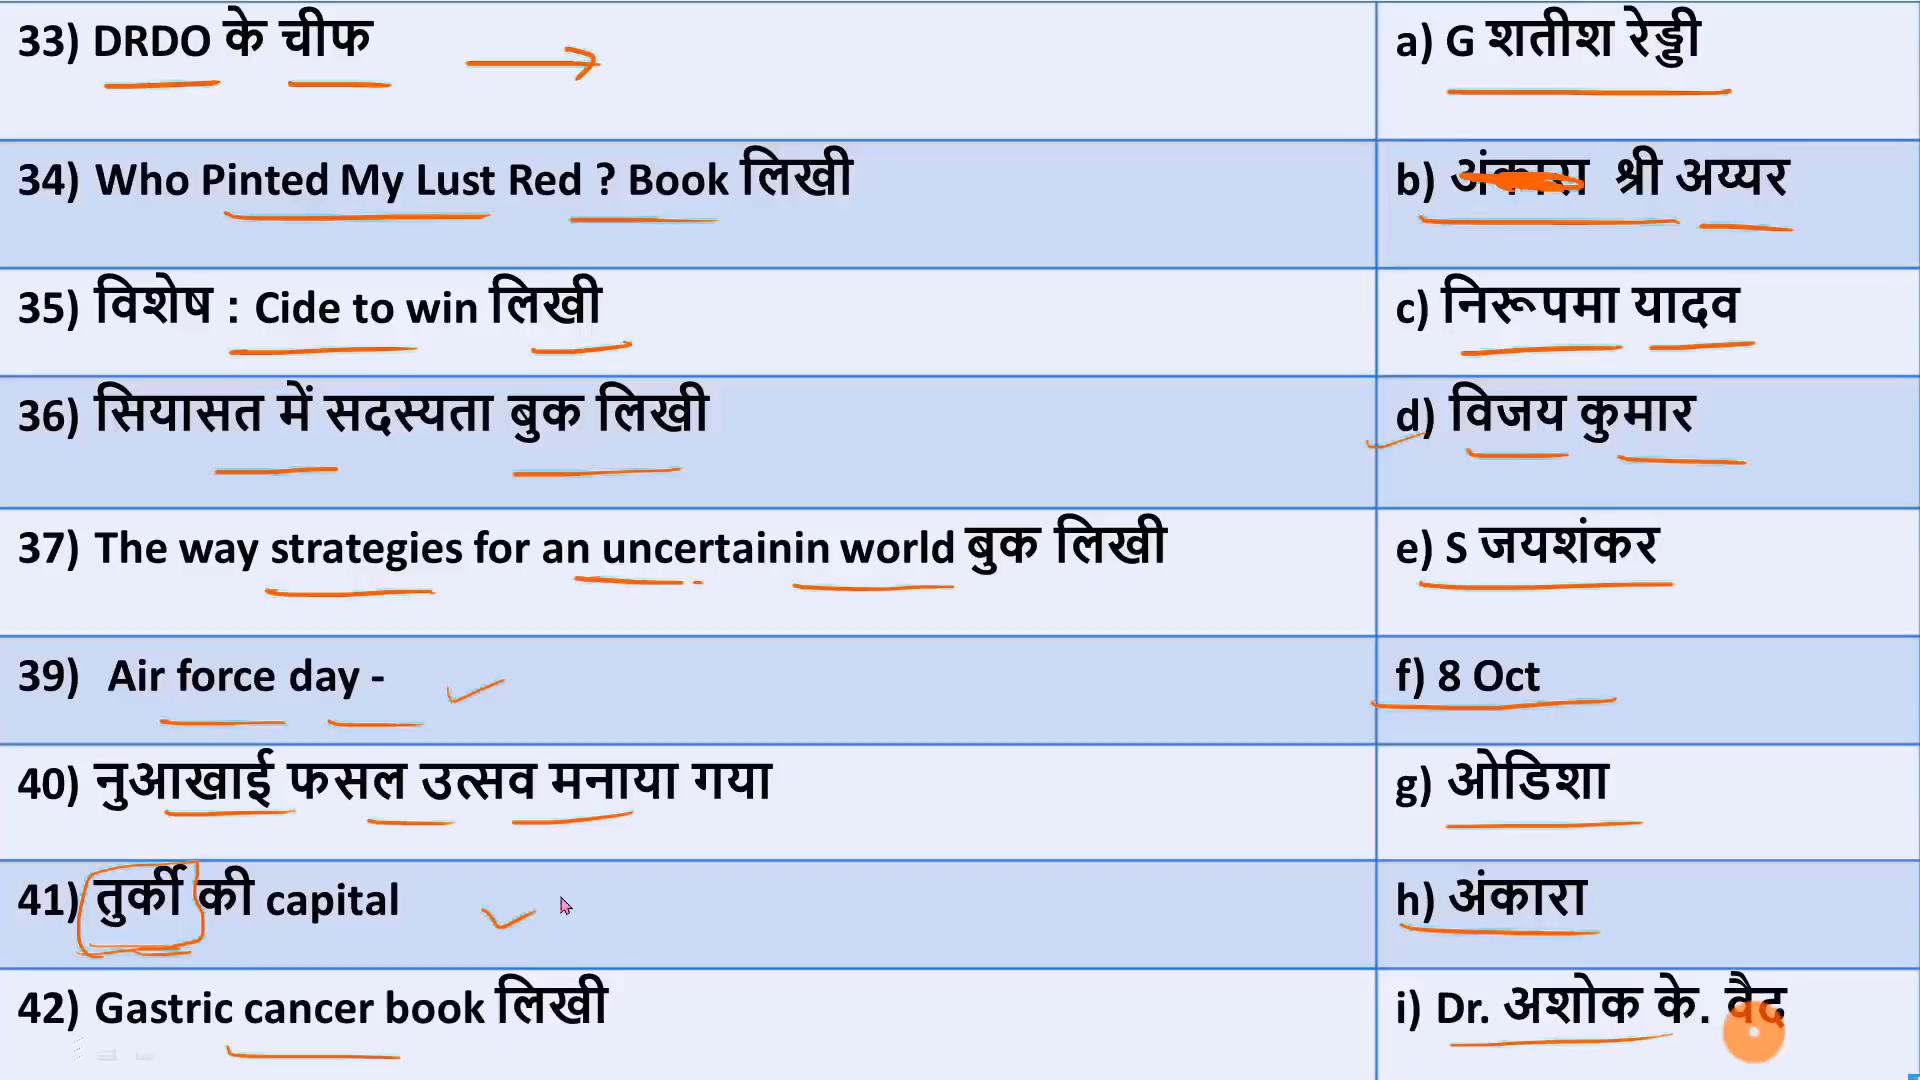 33) DRDO के चीफ
a) G शतीश रेड्डी
34) Who Pinted My Lust Red ? Book लिखी
b) अंकारा श्री अय्यर
35) विशेष : Cide to win लिखी
c) निरूपमा यादव
36) सियासत में सदस्यता बुक लिखी
d) विजय कुमार
37) The way strategies for an uncertainin world बुक लिखी
e) S जयशंकर
39) Air force day -
f) 8 Oct
40) नुआखाई फसल उत्सव मनाया गया
g) ओडिशा
41) तुर्की की capital
h) अंकारा
42) Gastric cancer book लिखी
i) Dr. अशोक के. वैद